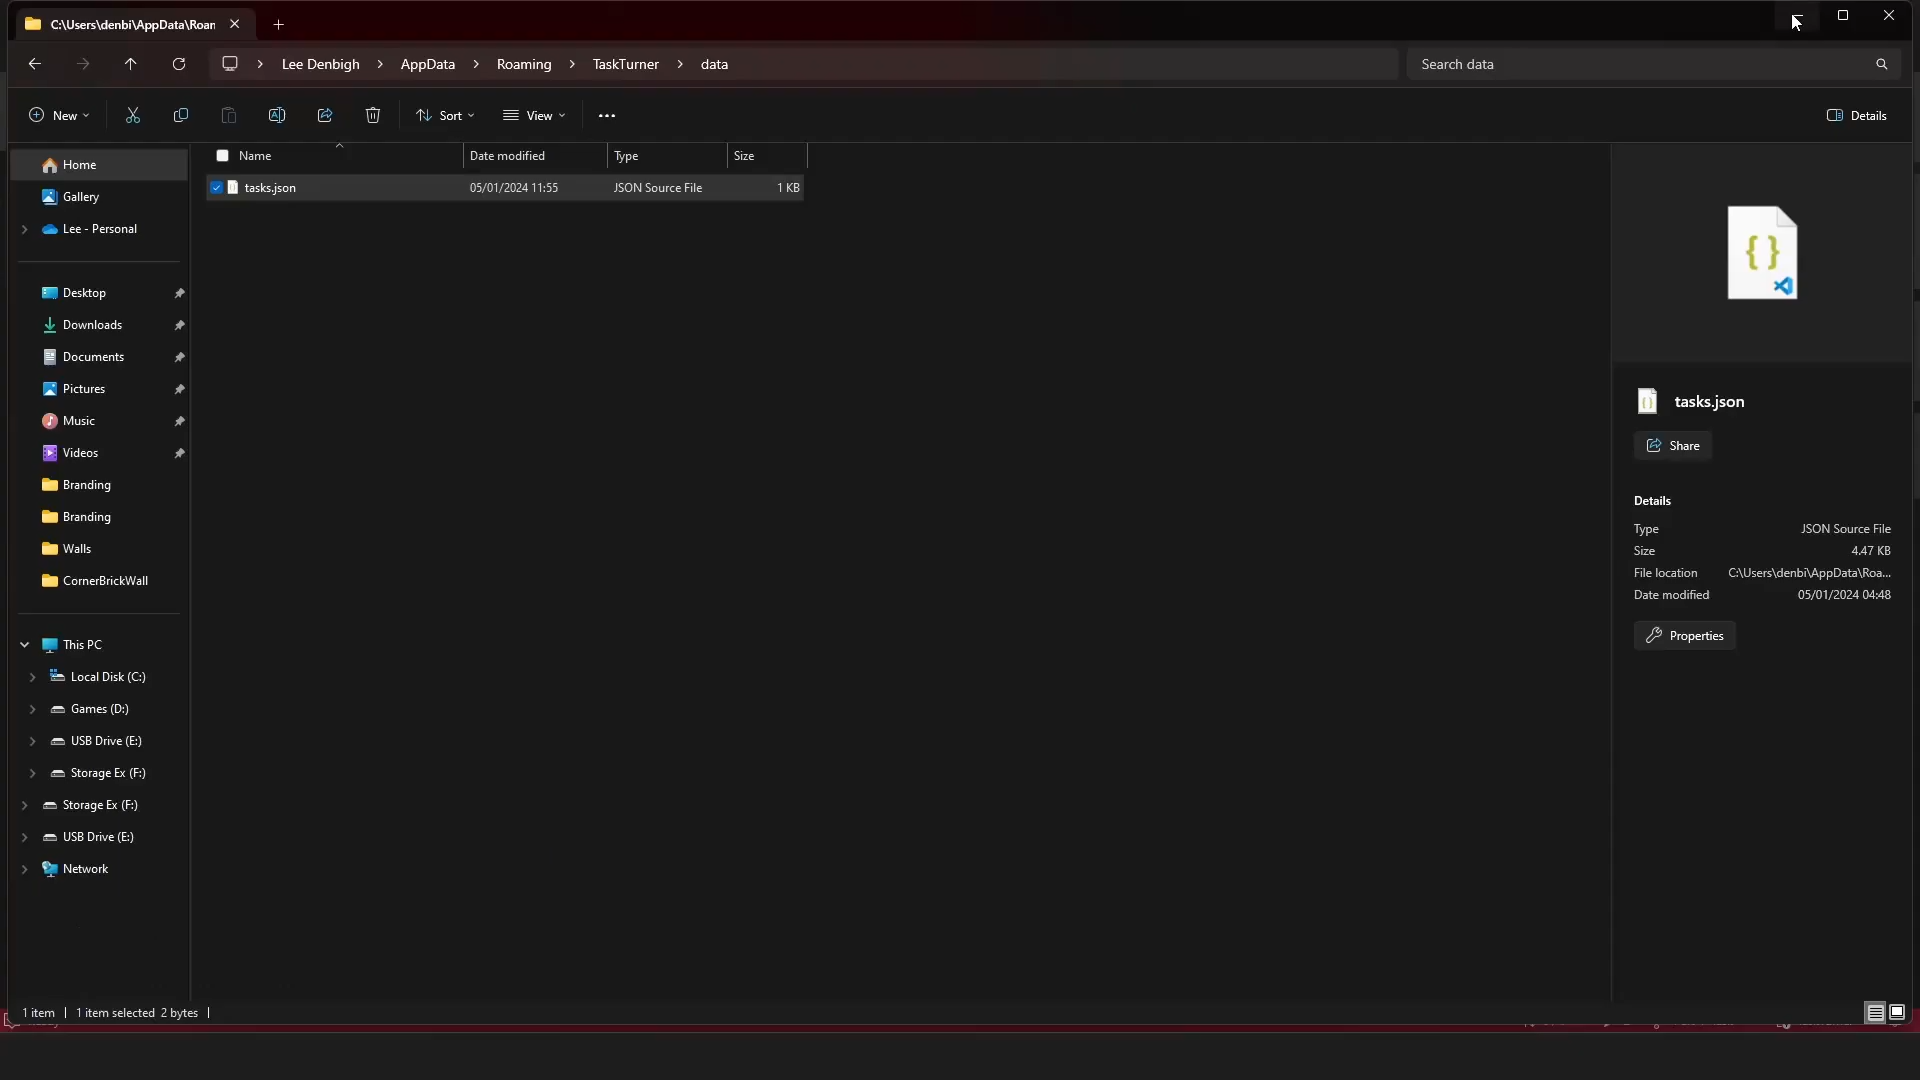 C:\Users\denbi\AppData\Roan
Lee Denbigh > AppData > Roaming > TaskTurner > data
Search data
New
Sort
View
Details
Name Date modified Type Size
tasks.json 05/01/2024 11:55 JSON Source File 1 KB
Home
Gallery
Lee - Personal
Desktop
Downloads
Documents
Pictures
Music
Videos
Branding
Branding
Walls
CornerBrickWall
This PC
Local Disk (C:)
Games (D:)
USB Drive (E:)
Storage Ex (F:)
Storage Ex (F:)
USB Drive (E:)
Network
tasks.json
Share
Details
Type JSON Source File
Size 4.47 KB
File location C:\Users\denbi\AppData\Roa...
Date modified 05/01/2024 04:48
Properties
1 item | 1 item selected 2 bytes |